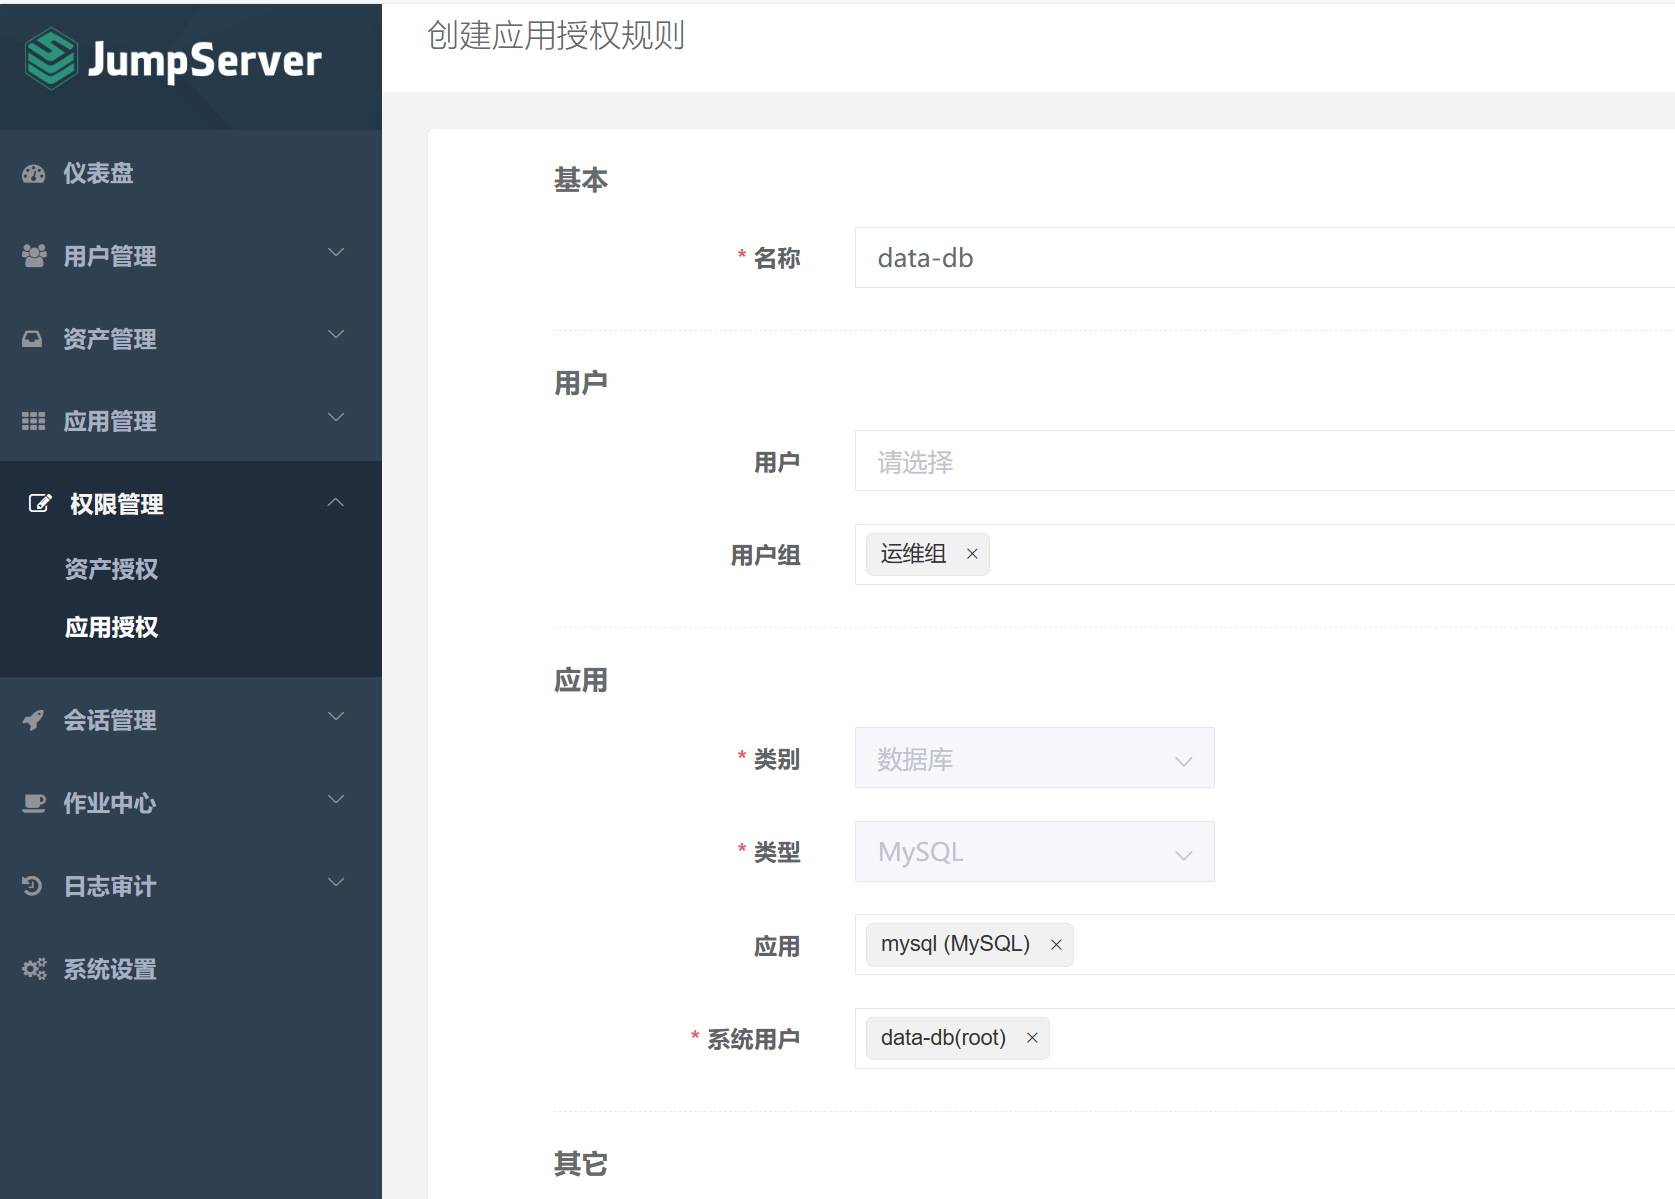 JumpServer
仪表盘
用户管理
资产管理
应用管理
权限管理
资产授权
应用授权
会话管理
作业中心
日志审计
系统设置
创建应用授权规则
基本
* 名称 data-db
用户
用户 请选择
用户组 运维组 ×
应用
* 类别 数据库
* 类型 MySQL
应用 mysql (MySQL) ×
* 系统用户 data-db(root) ×
其它